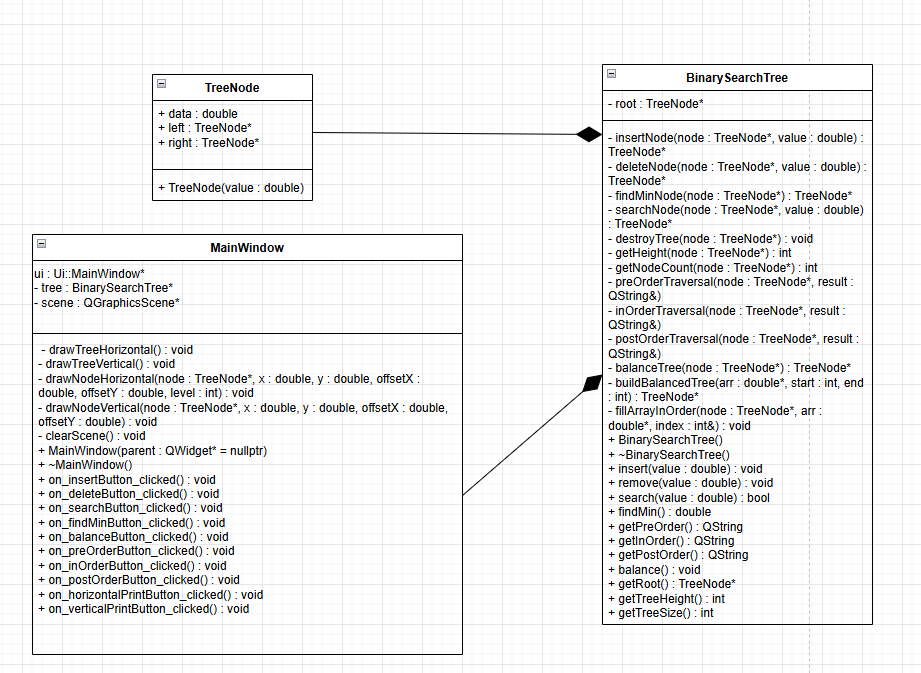 TreeNode
+ data : double
+ left : TreeNode*
+ right : TreeNode*
+ TreeNode(value : double)
BinarySearchTree
- root : TreeNode*
- insertNode(node : TreeNode*, value : double) :
TreeNode*
- deleteNode(node : TreeNode*, value : double) :
TreeNode*
- findMinNode(node : TreeNode*) : TreeNode*
- searchNode(node : TreeNode*, value : double)
: TreeNode*
- destroyTree(node : TreeNode*) : void
- getHeight(node : TreeNode*) : int
- getNodeCount(node : TreeNode*) : int
- preOrderTraversal(node : TreeNode*, result :
QString&)
- inOrderTraversal(node : TreeNode*, result :
QString&)
- postOrderTraversal(node : TreeNode*, result :
QString&)
- balanceTree(node : TreeNode*) : TreeNode*
- buildBalancedTree(arr : double*, start : int, end
: int) : TreeNode*
- fillArrayInOrder(node : TreeNode*, arr :
double*, index : int&) : void
+ BinarySearchTree()
+ ~BinarySearchTree()
+ insert(value : double) : void
+ remove(value : double) : void
+ search(value : double) : bool
+ findMin() : double
+ getPreOrder() : QString
+ getInOrder() : QString
+ getPostOrder() : QString
+ balance() : void
+ getRoot() : TreeNode*
+ getTreeHeight() : int
+ getTreeSize() : int
MainWindow
ui : Ui::MainWindow*
- tree : BinarySearchTree*
- scene : QGraphicsScene*
- drawTreeHorizontal() : void
- drawTreeVertical() : void
- drawNodeHorizontal(node : TreeNode*, x : double, y : double, offsetX :
double, offsetY : double, level : int) : void
- drawNodeVertical(node : TreeNode*, x : double, y : double, offsetX : double,
offsetY : double) : void
- clearScene() : void
+ MainWindow(parent : QWidget* = nullptr)
+ ~MainWindow()
+ on_insertButton_clicked() : void
+ on_deleteButton_clicked() : void
+ on_searchButton_clicked() : void
+ on_findMinButton_clicked() : void
+ on_balanceButton_clicked() : void
+ on_preOrderButton_clicked() : void
+ on_inOrderButton_clicked() : void
+ on_postOrderButton_clicked() : void
+ on_horizontalPrintButton_clicked() : void
+ on_verticalPrintButton_clicked() : void